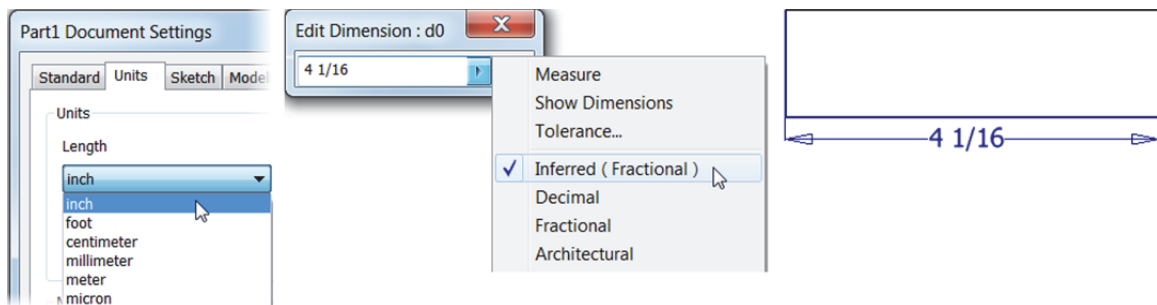 Part1 Document Settings
Standard Units Sketch Model
Units
Length
inch
inch
foot
centimeter
millimeter
meter
micron
Edit Dimension : d0
4 1/16
Measure
Show Dimensions
Tolerance...
Inferred ( Fractional )
Decimal
Fractional
Architectural
4 1/16